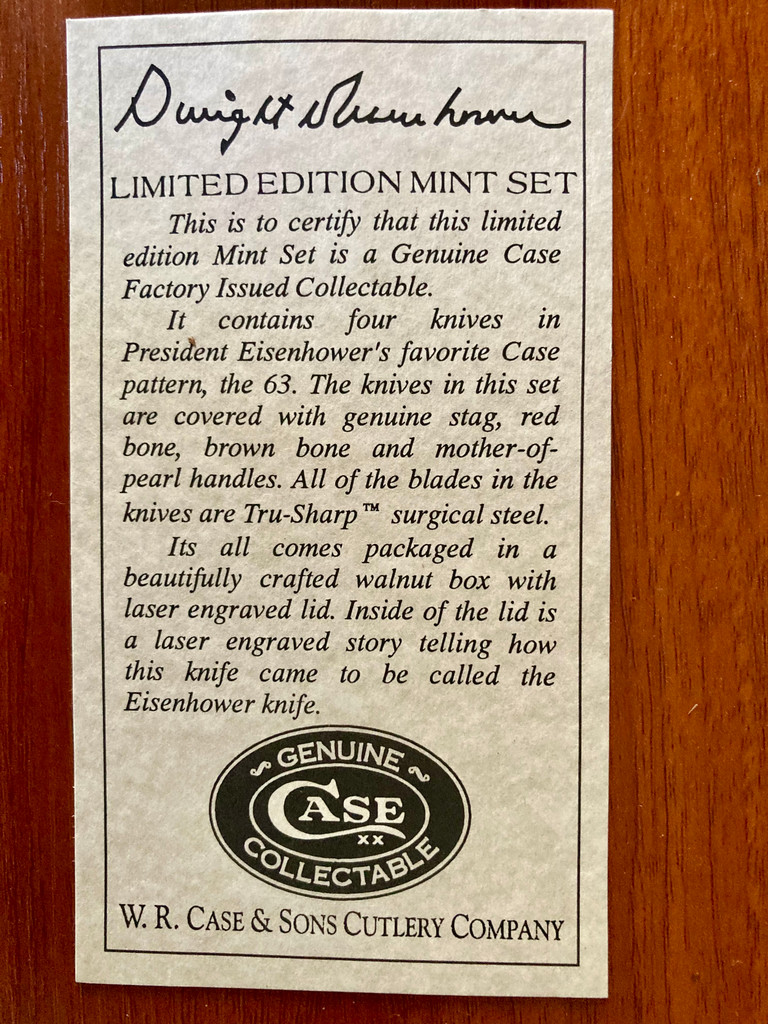 Dwight D Eisenhower
LIMITED EDITION MINT SET
This is to certify that this limited
edition Mint Set is a Genuine Case
Factory Issued Collectable.
It contains four knives in
President Eisenhower's favorite Case
pattern, the 63. The knives in this set
are covered with genuine stag, red
bone, brown bone and mother-of-
pearl handles. All of the blades in the
knives are Tru-Sharp™ surgical steel.
Its all comes packaged in a
beautifully crafted walnut box with
laser engraved lid. Inside of the lid is
a laser engraved story telling how
this knife came to be called the
Eisenhower knife.
GENUINE
CASE
XX
COLLECTABLE
W. R. CASE & SONS CUTLERY COMPANY